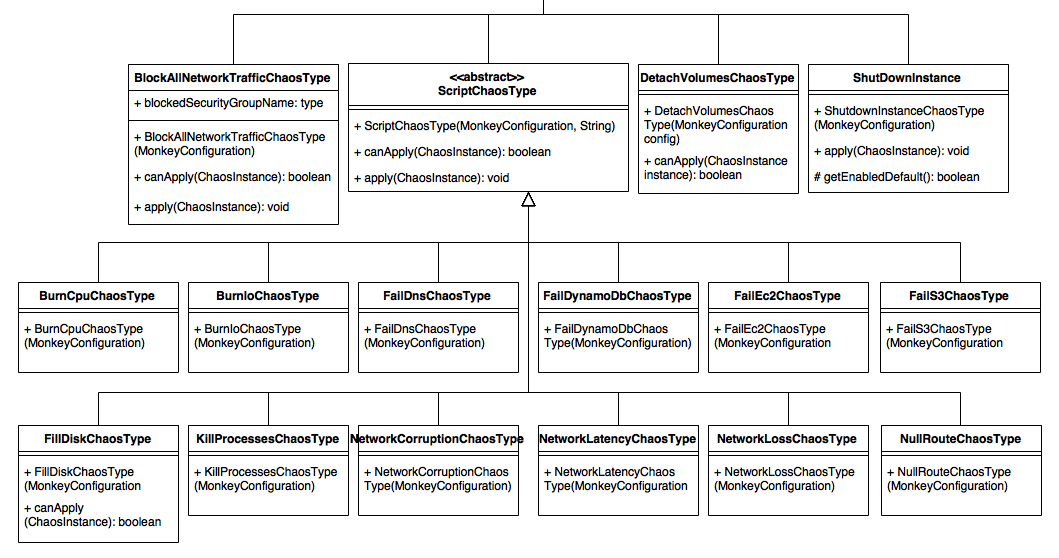 BlockAllNetworkTrafficChaosType
+ blockedSecurityGroupName: type
+ BlockAllNetworkTrafficChaosType
(MonkeyConfiguration)
+ canApply(ChaosInstance): boolean
+ apply(ChaosInstance): void
<<abstract>>
ScriptChaosType
+ ScriptChaosType(MonkeyConfiguration, String)
+ canApply(ChaosInstance): boolean
+ apply(ChaosInstance): void
DetachVolumesChaosType
+ DetachVolumesChaos
Type(MonkeyConfiguration
config)
+ canApply(ChaosInstance
instance): boolean
ShutDownInstance
+ ShutdownInstanceChaosType
(MonkeyConfiguration)
+ apply(ChaosInstance): void
# getEnabledDefault(): boolean
BurnCpuChaosType
+ BurnCpuChaosType
(MonkeyConfiguration)
BurnIoChaosType
+ BurnIoChaosType
(MonkeyConfiguration)
FailDnsChaosType
+ FailDnsChaosType
(MonkeyConfiguration)
FailDynamoDbChaosType
+ FailDynamoDbChaos
Type(MonkeyConfiguration)
FailEc2ChaosType
+ FailEc2ChaosType
(MonkeyConfiguration
FailS3ChaosType
+ FailS3ChaosType
(MonkeyConfiguration
FillDiskChaosType
+ FillDiskChaosType
(MonkeyConfiguration
+ canApply
(ChaosInstance): boolean
KillProcessesChaosType
+ KillProcessesChaosType
(MonkeyConfiguration)
NetworkCorruptionChaosType
+ NetworkCorruptionChaos
Type(MonkeyConfiguration)
NetworkLatencyChaosType
+ NetworkLatencyChaos
Type(MonkeyConfiguration
NetworkLossChaosType
+ NetworkLossChaosType
(MonkeyConfiguration)
NullRouteChaosType
+ NullRouteChaosType
(MonkeyConfiguration)